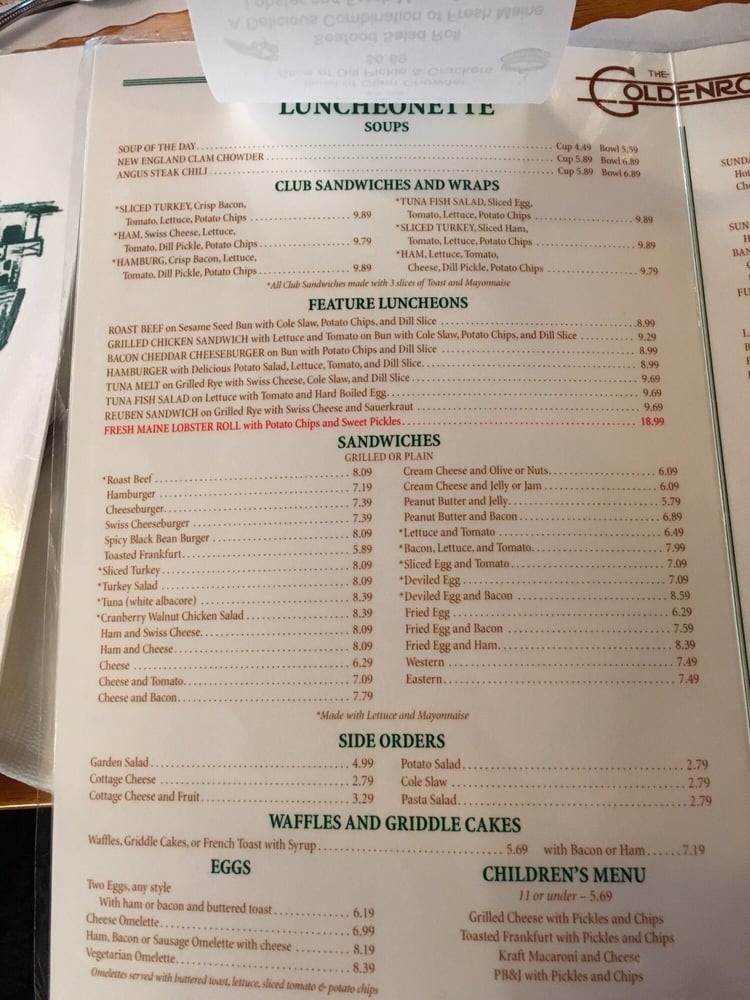 A Delicious Combination of Fresh Maine
Seafood Salad Roll
$6.89
Slice of Dill Pickle & Crackers
Bowl of Clam Chowder
THE
GOLDENRO
LUNCHEONETTE
SOUPS
SOUP OF THE DAY Cup 4.49 Bowl 5.59
NEW ENGLAND CLAM CHOWDER Cup 5.89 Bowl 6.89
ANGUS STEAK CHILI Cup 5.89 Bowl 6.89
CLUB SANDWICHES AND WRAPS
*SLICED TURKEY, Crisp Bacon,
Tomato, Lettuce, Potato Chips 9.89
*HAM, Swiss Cheese, Lettuce,
Tomato, Dill Pickle, Potato Chips 9.79
*HAMBURG, Crisp Bacon, Lettuce,
Tomato, Dill Pickle, Potato Chips 9.89
*TUNA FISH SALAD, Sliced Egg,
Tomato, Lettuce, Potato Chips 9.89
*SLICED TURKEY, Sliced Ham,
Tomato, Lettuce, Potato Chips 9.89
*HAM, Lettuce, Tomato,
Cheese, Dill Pickle, Potato Chips 9.79
*All Club Sandwiches made with 3 slices of Toast and Mayonnaise
FEATURE LUNCHEONS
ROAST BEEF on Sesame Seed Bun with Cole Slaw, Potato Chips, and Dill Slice 8.99
GRILLED CHICKEN SANDWICH with Lettuce and Tomato on Bun with Cole Slaw, Potato Chips, and Dill Slice 9.29
BACON CHEDDAR CHEESEBURGER on Bun with Potato Chips and Dill Slice 8.99
HAMBURGER with Delicious Potato Salad, Lettuce, Tomato, and Dill Slice. 8.99
TUNA MELT on Grilled Rye with Swiss Cheese, Cole Slaw, and Dill Slice 9.69
TUNA FISH SALAD on Lettuce with Tomato and Hard Boiled Egg. 9.69
REUBEN SANDWICH on Grilled Rye with Swiss Cheese and Sauerkraut 9.69
FRESH MAINE LOBSTER ROLL with Potato Chips and Sweet Pickles 18.99
SANDWICHES
GRILLED OR PLAIN
*Roast Beef 8.09
Hamburger 7.19
Cheeseburger 7.39
Swiss Cheeseburger 7.39
Spicy Black Bean Burger 8.09
Toasted Frankfurt 5.89
*Sliced Turkey 8.09
*Turkey Salad 8.09
*Tuna (white albacore) 8.39
*Cranberry Walnut Chicken Salad 8.39
Ham and Swiss Cheese 8.09
Ham and Cheese 8.09
Cheese 6.29
Cheese and Tomato 7.09
Cheese and Bacon 7.79
Cream Cheese and Olive or Nuts 6.09
Cream Cheese and Jelly or Jam 6.09
Peanut Butter and Jelly 5.79
Peanut Butter and Bacon 6.89
*Lettuce and Tomato 6.49
*Bacon, Lettuce, and Tomato 7.99
*Sliced Egg and Tomato 7.09
*Deviled Egg 7.09
*Deviled Egg and Bacon 8.59
Fried Egg 6.29
Fried Egg and Bacon 7.59
Fried Egg and Ham 8.39
Western 7.49
Eastern 7.49
*Made with Lettuce and Mayonnaise
SIDE ORDERS
Garden Salad 4.99
Cottage Cheese 2.79
Cottage Cheese and Fruit 3.29
Potato Salad 2.79
Cole Slaw 2.79
Pasta Salad 2.79
WAFFLES AND GRIDDLE CAKES
Waffles, Griddle Cakes, or French Toast with Syrup 5.69 with Bacon or Ham 7.19
EGGS
Two Eggs, any style
With ham or bacon and buttered toast 6.19
Cheese Omelette 6.99
Ham, Bacon or Sausage Omelette with cheese 8.19
Vegetarian Omelette 8.39
Omelettes served with buttered toast, lettuce, sliced tomato & potato chips
CHILDREN'S MENU
11 or under – 5.69
Grilled Cheese with Pickles and Chips
Toasted Frankfurt with Pickles and Chips
Kraft Macaroni and Cheese
PB&J with Pickles and Chips